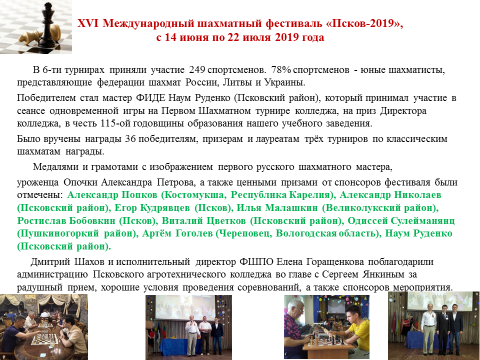 XVI Международный шахматный фестиваль «Псков-2019»,
с 14 июня по 22 июля 2019 года
В 6-ти турнирах приняли участие 249 спортсменов. 78% спортсменов - юные шахматисты,
представляющие федерации шахмат России, Литвы и Украины.
Победителем стал мастер ФИДЕ Наум Руденко (Псковский район), который принимал участие в
сеансе одновременной игры на Первом Шахматном турнире колледжа, на приз Директора
колледжа, в честь 115-ой годовщины образования нашего учебного заведения.
Было вручены награды 36 победителям, призерам и лауреатам трёх турниров по классическим
шахматам награды.
Медалями и грамотами с изображением первого русского шахматного мастера,
уроженца Опочки Александра Петрова, а также ценными призами от спонсоров фестиваля были
отмечены: Александр Попков (Костомукша, Республика Карелия), Александр Николаев
(Псковский район), Егор Кудрявцев (Псков), Илья Малашкин (Великолукский район),
Ростислав Бобовкин (Псков), Виталий Цветков (Псковский район), Одиссей Сулейманянц
(Пушкиногоркий район), Артём Гоголев (Череповец, Вологодская область), Наум Руденко
(Псковский район).
Дмитрий Шахов и исполнительный директор ФШПО Елена Горащенкова поблагодарили
администрацию Псковского агротехнического колледжа во главе с Сергеем Янкиным за
радушный прием, хорошие условия проведения соревнований, а также спонсоров мероприятия.